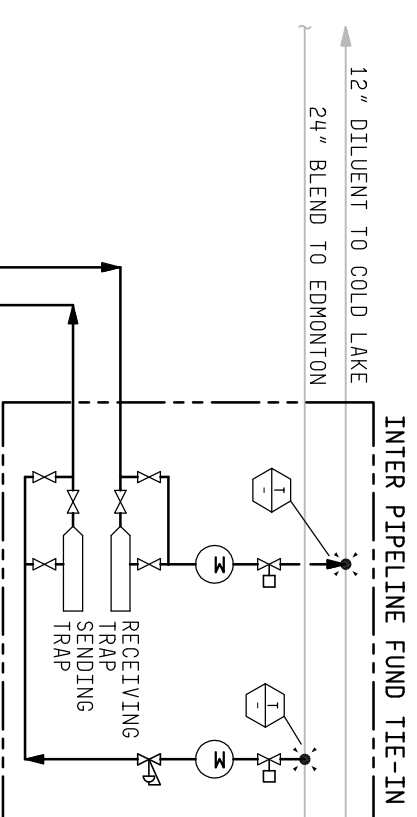 INTER PIPELINE FUND TIE-IN
12" DILUENT TO COLD LAKE
24" BLEND TO EDMONTON
T
-
M
RECEIVING
TRAP
SENDING
TRAP
T
-
M